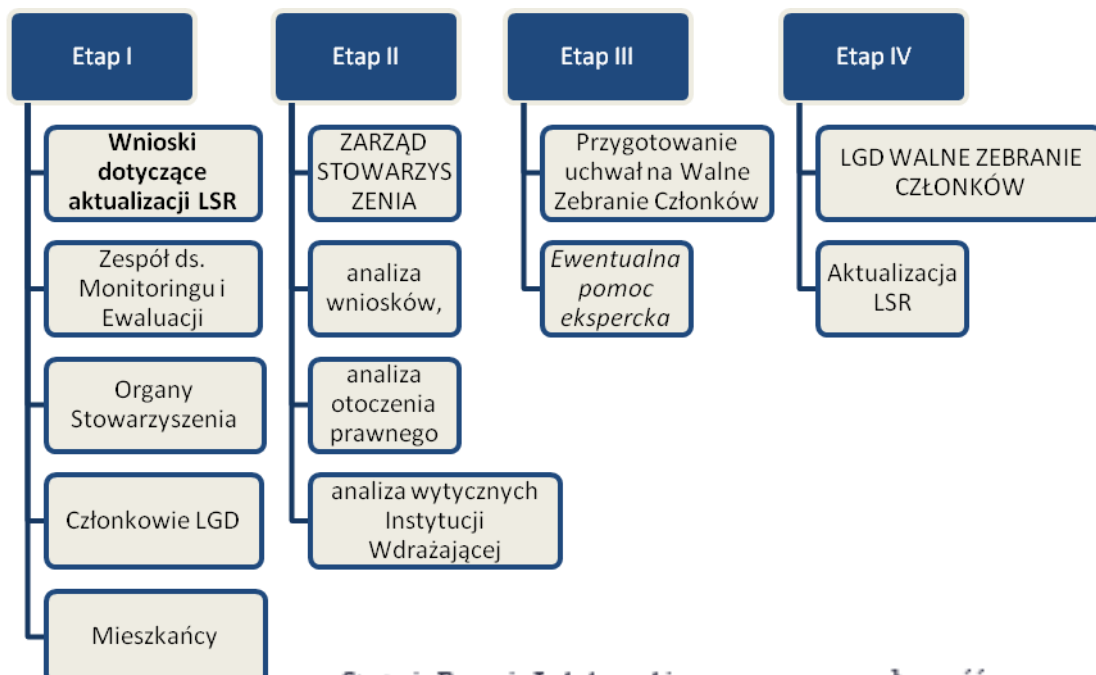 Etap I
Wnioski
dotyczące
aktualizacji LSR
Zespół ds.
Monitoringu i
Ewaluacji
Organy
Stowarzyszenia
Członkowie LGD
Mieszkańcy
Etap II
ZARZĄD
STOWARZYS
ZENIA
analiza
wniosków,
analiza
otoczenia
prawnego
analiza wytycznych
Instytucji
Wdrażającej
Etap III
Przygotowanie
uchwał na Walne
Zebranie Członków
Ewentualna
pomoc
ekspercka
Etap IV
LGD WALNE ZEBRANIE
CZŁONKÓW
Aktualizacja
LSR